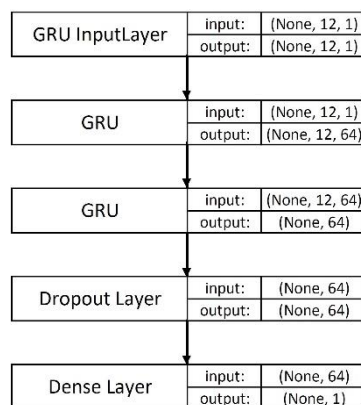 GRU InputLayer
input: (None, 12, 1)
output: (None, 12, 1)
GRU
input: (None, 12, 1)
output: (None, 12, 64)
GRU
input: (None, 12, 64)
output: (None, 64)
Dropout Layer
input: (None, 64)
output: (None, 64)
Dense Layer
input: (None, 64)
output: (None, 1)